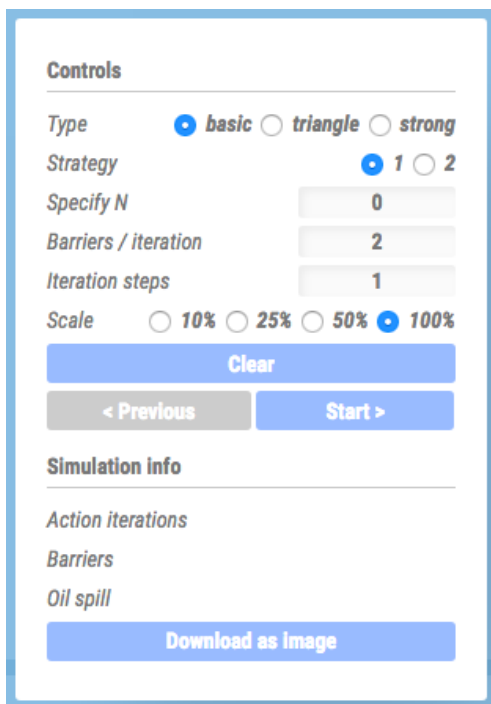 Controls
Type basic triangle strong
Strategy 1 2
Specify N 0
Barriers / iteration 2
Iteration steps 1
Scale 10% 25% 50% 100%
Clear
< Previous Start >
Simulation info
Action iterations
Barriers
Oil spill
Download as image